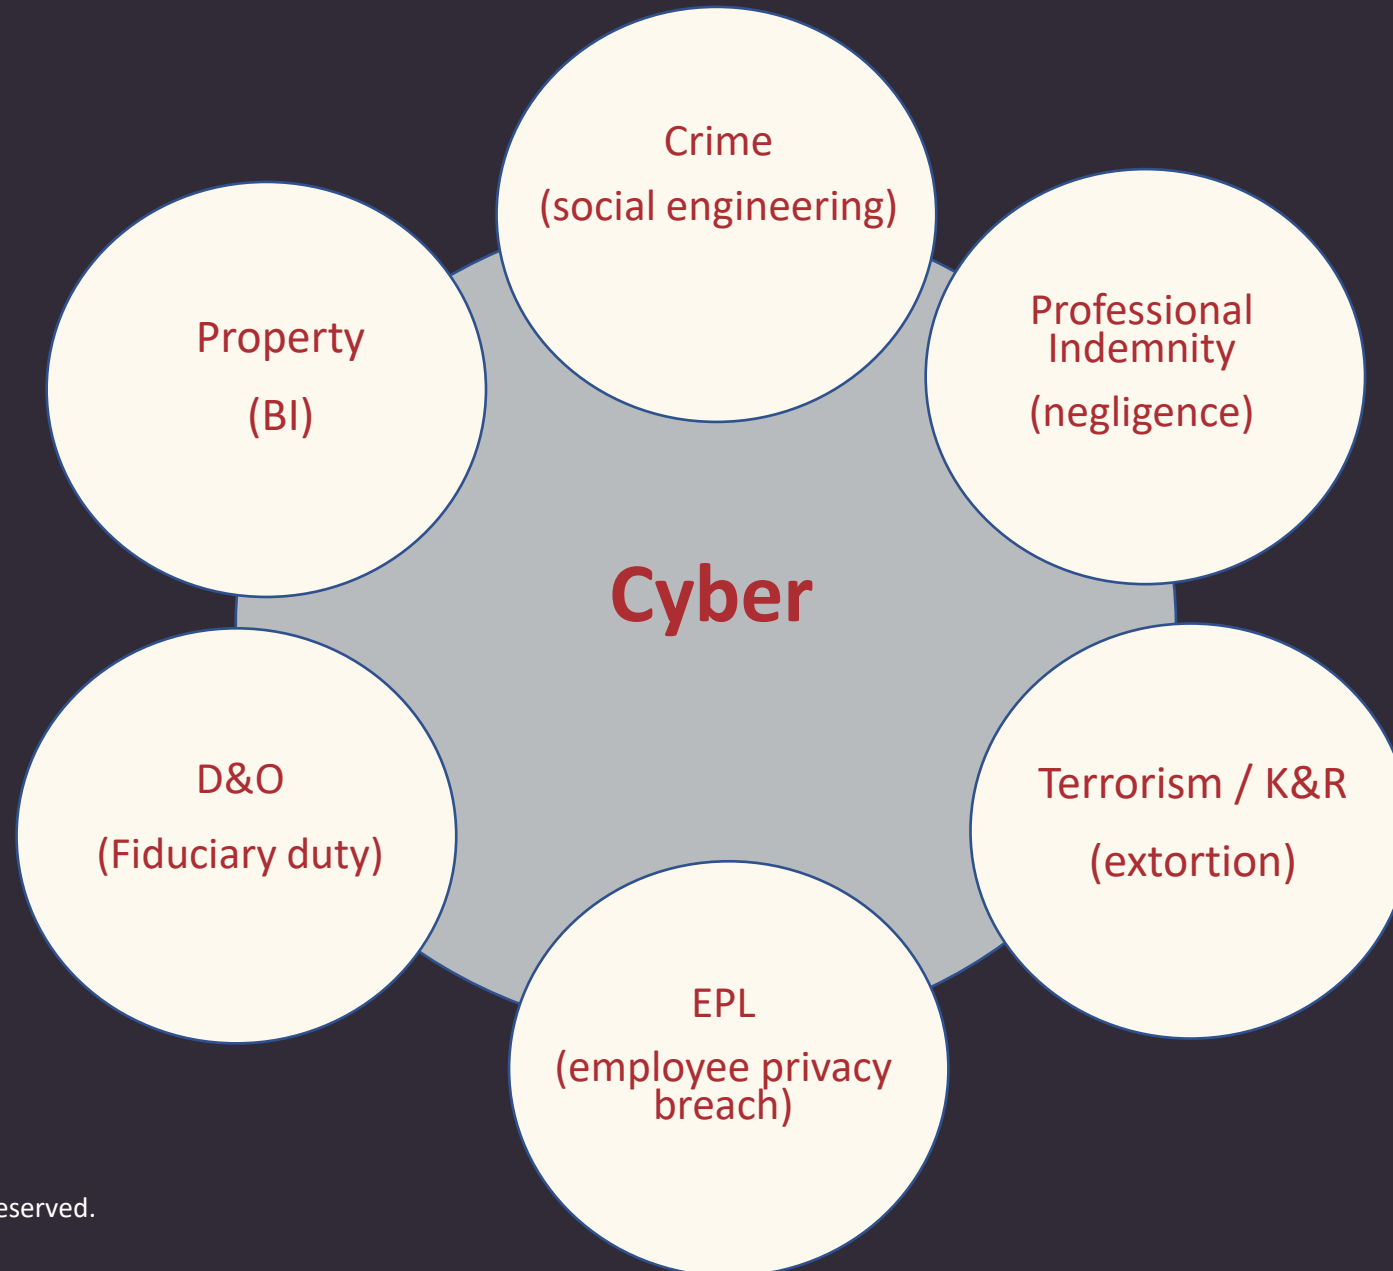 Crime
(social engineering)
Professional
Indemnity
(negligence)
Property
(BI)
Cyber
D&O
(Fiduciary duty)
Terrorism / K&R
(extortion)
EPL
(employee privacy
breach)
eserved.